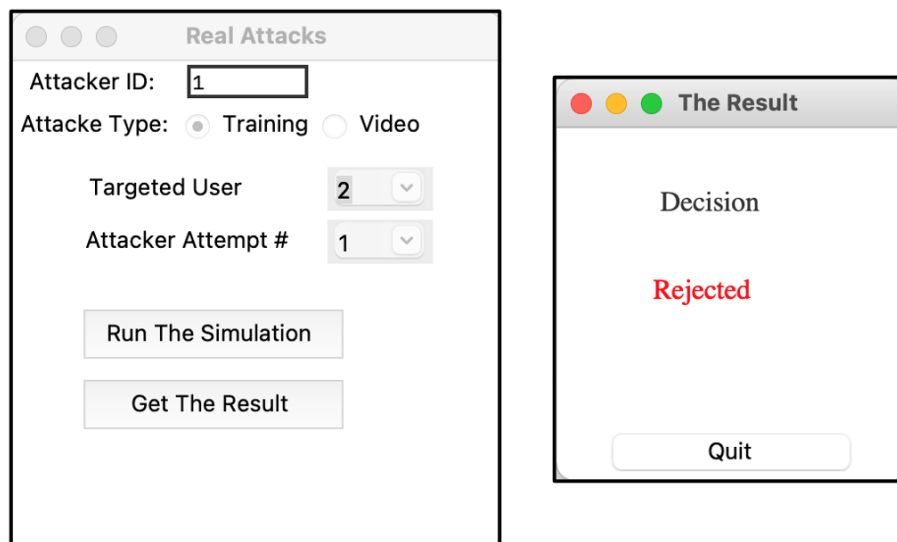 Real Attacks
Attacker ID: 1
Attacke Type: Training Video
Targeted User 2
Attacker Attempt # 1
Run The Simulation
Get The Result
The Result
Decision
Rejected
Quit